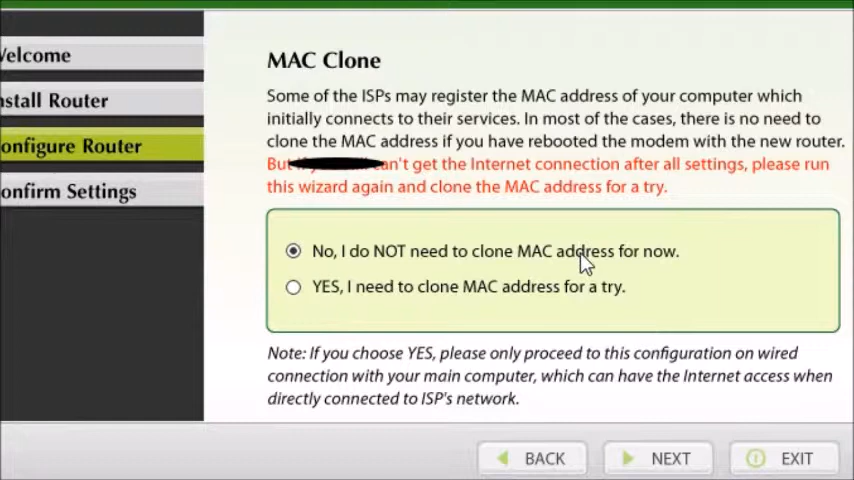 Welcome
Install Router
Configure Router
Confirm Settings
MAC Clone
Some of the ISPs may register the MAC address of your computer which
initially connects to their services. In most of the cases, there is no need to
clone the MAC address if you have rebooted the modem with the new router.
But can't get the Internet connection after all settings, please run
this wizard again and clone the MAC address for a try.
No, I do NOT need to clone MAC address for now.
YES, I need to clone MAC address for a try.
Note: If you choose YES, please only proceed to this configuration on wired
connection with your main computer, which can have the Internet access when
directly connected to ISP's network.
BACK
NEXT
EXIT